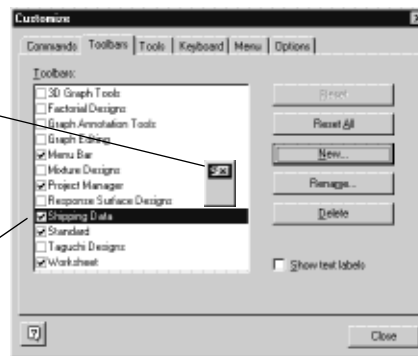 Customize
Commands Toolbars Tools Keyboard Menu Options
Toolbars:
3D Graph Tools
Factorial Designs
Graph Annotation Tools
Graph Editing
Menu Bar
Mixture Designs
Project Manager
Response Surface Designs
Shipping Data
Standard
Taguchi Designs
Worksheet
Reset
Reset All
New...
Rename...
Delete
Show text labels
Close